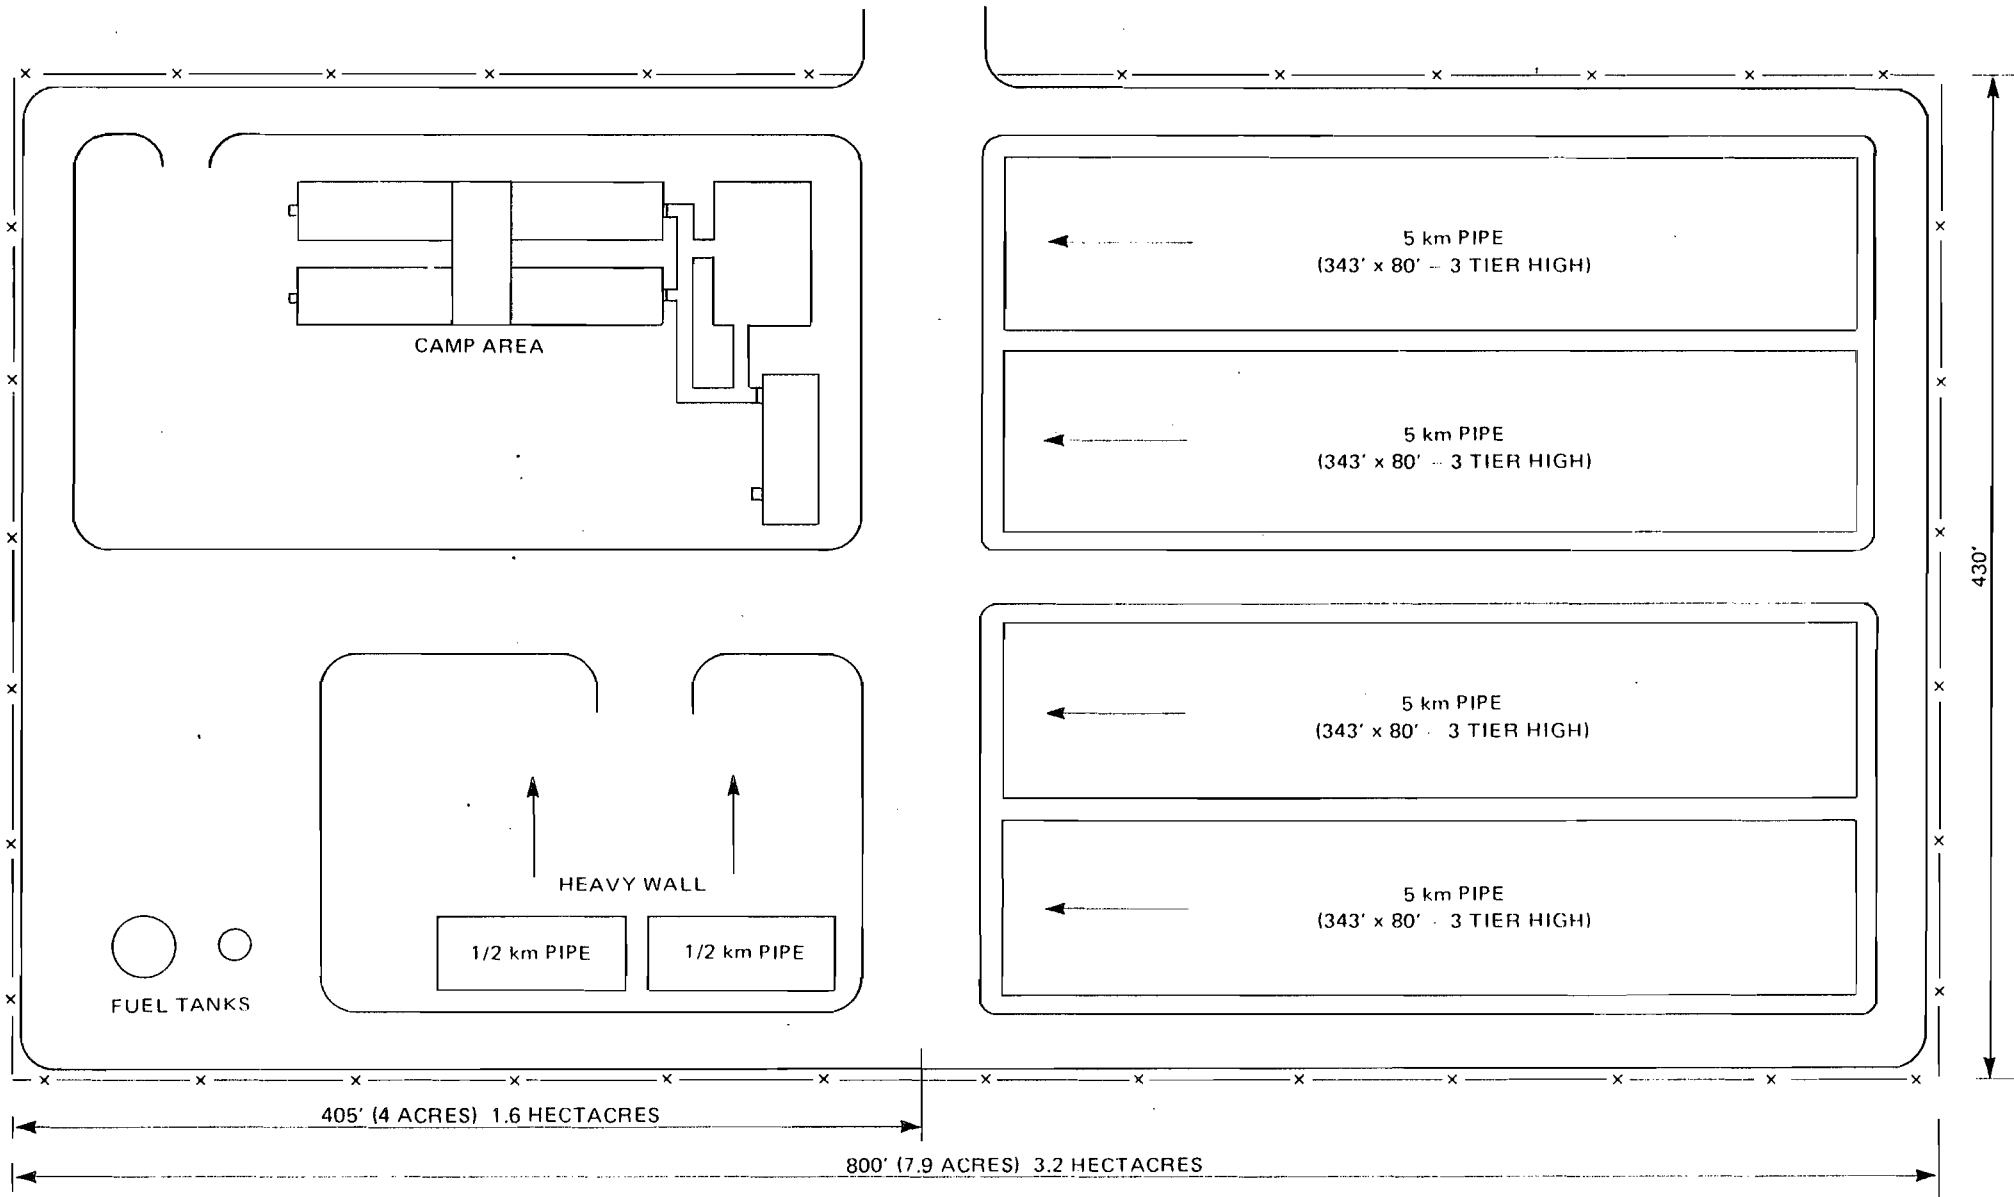 5 km PIPE
(343' x 80' - 3 TIER HIGH)
CAMP AREA
5 km PIPE
(343' x 80' - 3 TIER HIGH)
430'
5 km PIPE
(343' x 80' - 3 TIER HIGH)
HEAVY WALL
5 km PIPE
(343' x 80' - 3 TIER HIGH)
1/2 km PIPE
1/2 km PIPE
FUEL TANKS
405' (4 ACRES) 1.6 HECTACRES
800' (7.9 ACRES) 3.2 HECTACRES